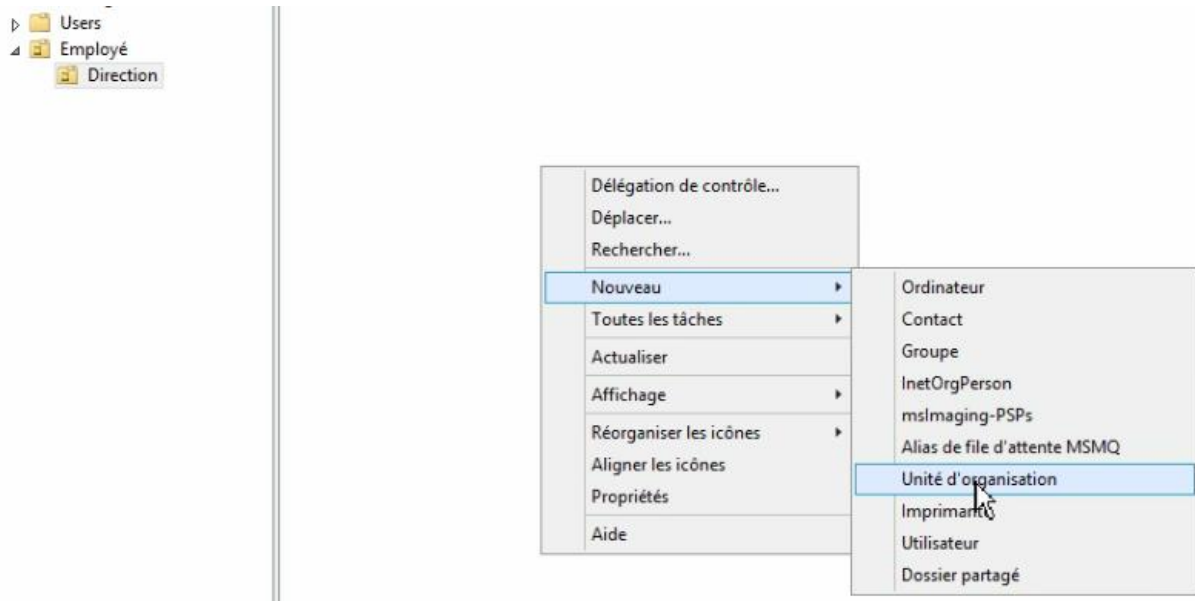 Users
Employé
Direction
Délégation de contrôle...
Déplacer...
Rechercher...
Nouveau
Toutes les tâches
Actualiser
Affichage
Réorganiser les icônes
Aligner les icônes
Propriétés
Aide
Ordinateur
Contact
Groupe
InetOrgPerson
msImaging-PSPs
Alias de file d'attente MSMQ
Unité d'organisation
Imprimante
Utilisateur
Dossier partagé